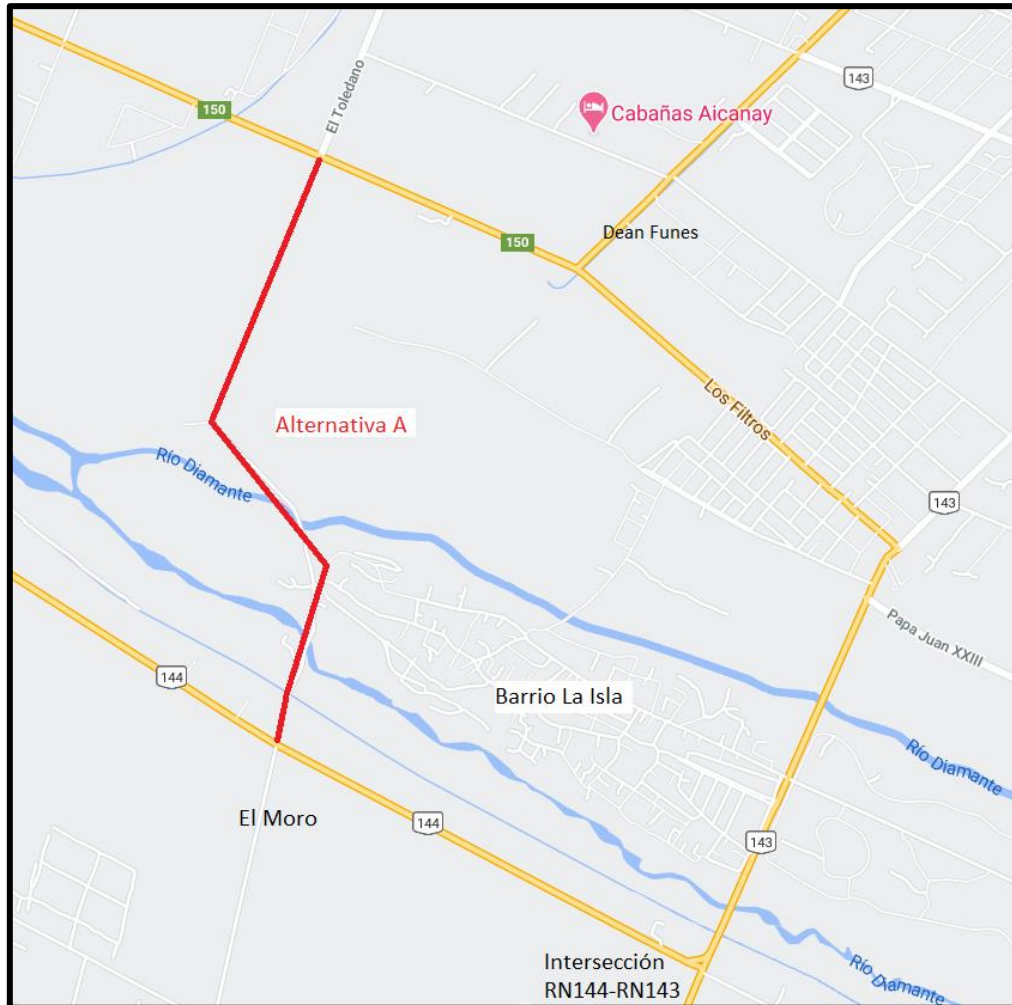 143
150
El Toledano
Cabañas Aicanay
Dean Funes
150
Los Filtros
Alternativa A
Río Diamante
143
Papa Juan XXIII
144
Barrio La Isla
Río Diamante
El Moro
144
143
Intersección
RN144-RN143
Río Diamante